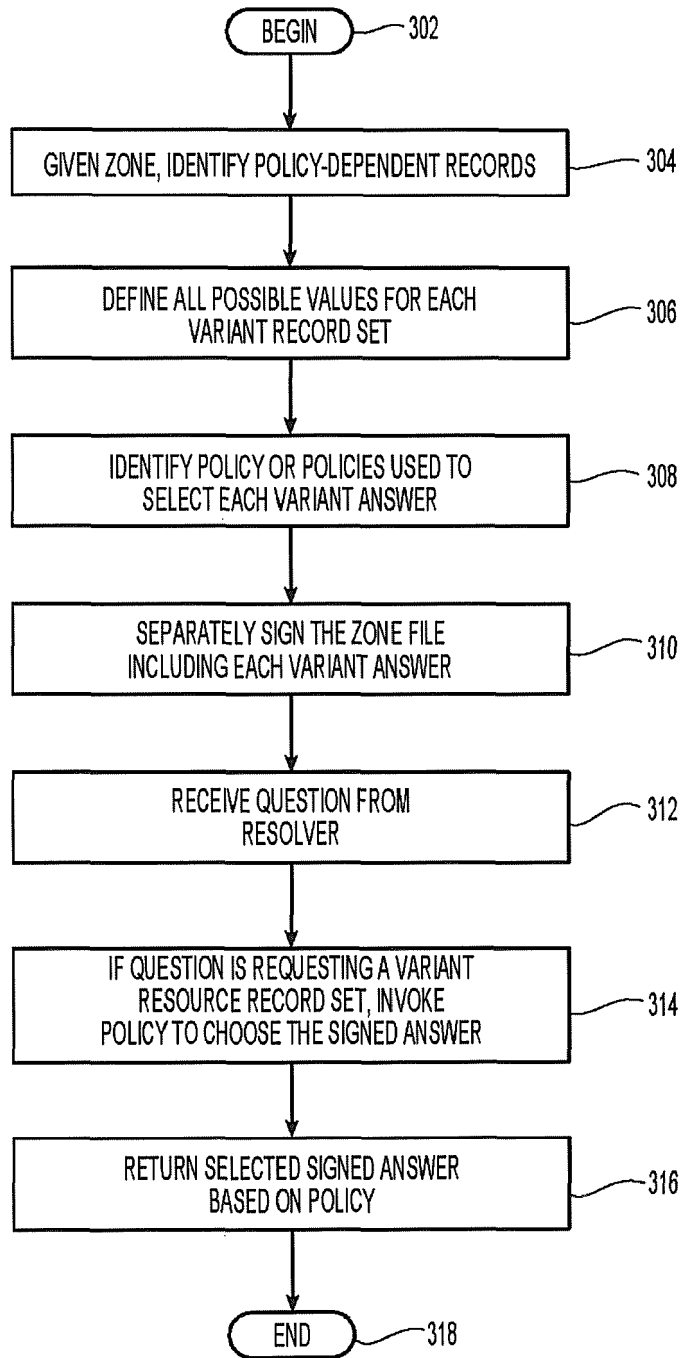 BEGIN
302
GIVEN ZONE, IDENTIFY POLICY-DEPENDENT RECORDS
304
DEFINE ALL POSSIBLE VALUES FOR EACH
VARIANT RECORD SET
306
IDENTIFY POLICY OR POLICIES USED TO
SELECT EACH VARIANT ANSWER
308
SEPARATELY SIGN THE ZONE FILE
INCLUDING EACH VARIANT ANSWER
310
RECEIVE QUESTION FROM
RESOLVER
312
IF QUESTION IS REQUESTING A VARIANT
RESOURCE RECORD SET, INVOKE
POLICY TO CHOOSE THE SIGNED ANSWER
314
RETURN SELECTED SIGNED ANSWER
BASED ON POLICY
316
END
318